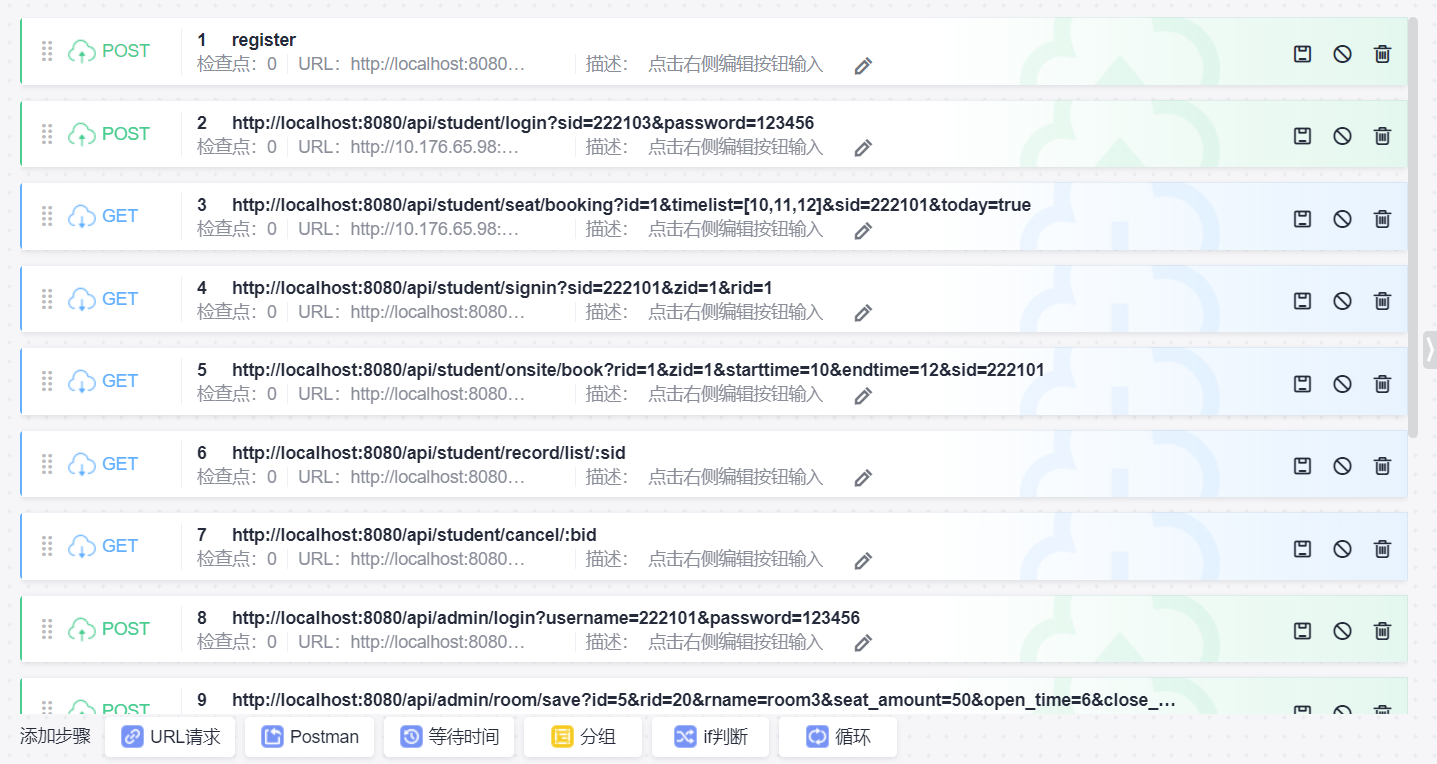 POST 1 register
检查点：0 URL：http://localhost:8080… 描述： 点击右侧编辑按钮输入
POST 2 http://localhost:8080/api/student/login?sid=222103&password=123456
检查点：0 URL：http://10.176.65.98:… 描述： 点击右侧编辑按钮输入
GET 3 http://localhost:8080/api/student/seat/booking?id=1&timelist=[10,11,12]&sid=222101&today=true
检查点：0 URL：http://10.176.65.98:… 描述： 点击右侧编辑按钮输入
GET 4 http://localhost:8080/api/student/signin?sid=222101&zid=1&rid=1
检查点：0 URL：http://localhost:8080… 描述： 点击右侧编辑按钮输入
GET 5 http://localhost:8080/api/student/onsite/book?rid=1&zid=1&starttime=10&endtime=12&sid=222101
检查点：0 URL：http://localhost:8080… 描述： 点击右侧编辑按钮输入
GET 6 http://localhost:8080/api/student/record/list/:sid
检查点：0 URL：http://localhost:8080… 描述： 点击右侧编辑按钮输入
GET 7 http://localhost:8080/api/student/cancel/:bid
检查点：0 URL：http://localhost:8080… 描述： 点击右侧编辑按钮输入
POST 8 http://localhost:8080/api/admin/login?username=222101&password=123456
检查点：0 URL：http://localhost:8080… 描述： 点击右侧编辑按钮输入
POST 9 http://localhost:8080/api/admin/room/save?id=5&rid=20&rname=room3&seat_amount=50&open_time=6&close_…
添加步骤 URL请求 Postman 等待时间 分组 if判断 循环